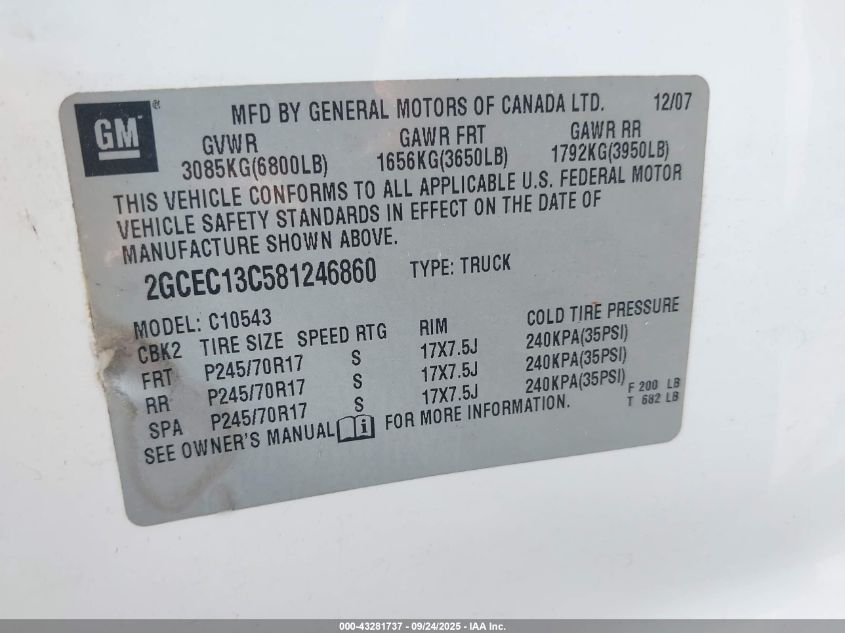 GM®
MFD BY GENERAL MOTORS OF CANADA LTD. 12/07
GVWR GAWR FRT GAWR RR
3085KG(6800LB) 1656KG(3650LB) 1792KG(3950LB)
THIS VEHICLE CONFORMS TO ALL APPLICABLE U.S. FEDERAL MOTOR
VEHICLE SAFETY STANDARDS IN EFFECT ON THE DATE OF
MANUFACTURE SHOWN ABOVE.
2GCEC13C581246860 TYPE: TRUCK
MODEL: C10543
CBK2 TIRE SIZE SPEED RTG RIM COLD TIRE PRESSURE
FRT P245/70R17 S 17X7.5J 240KPA(35PSI)
RR P245/70R17 S 17X7.5J 240KPA(35PSI)
SPA P245/70R17 S 17X7.5J 240KPA(35PSI)
F 200 LB
T 682 LB
SEE OWNER'S MANUAL i FOR MORE INFORMATION.
000-43281737 - 09/24/2025 - IAA Inc.